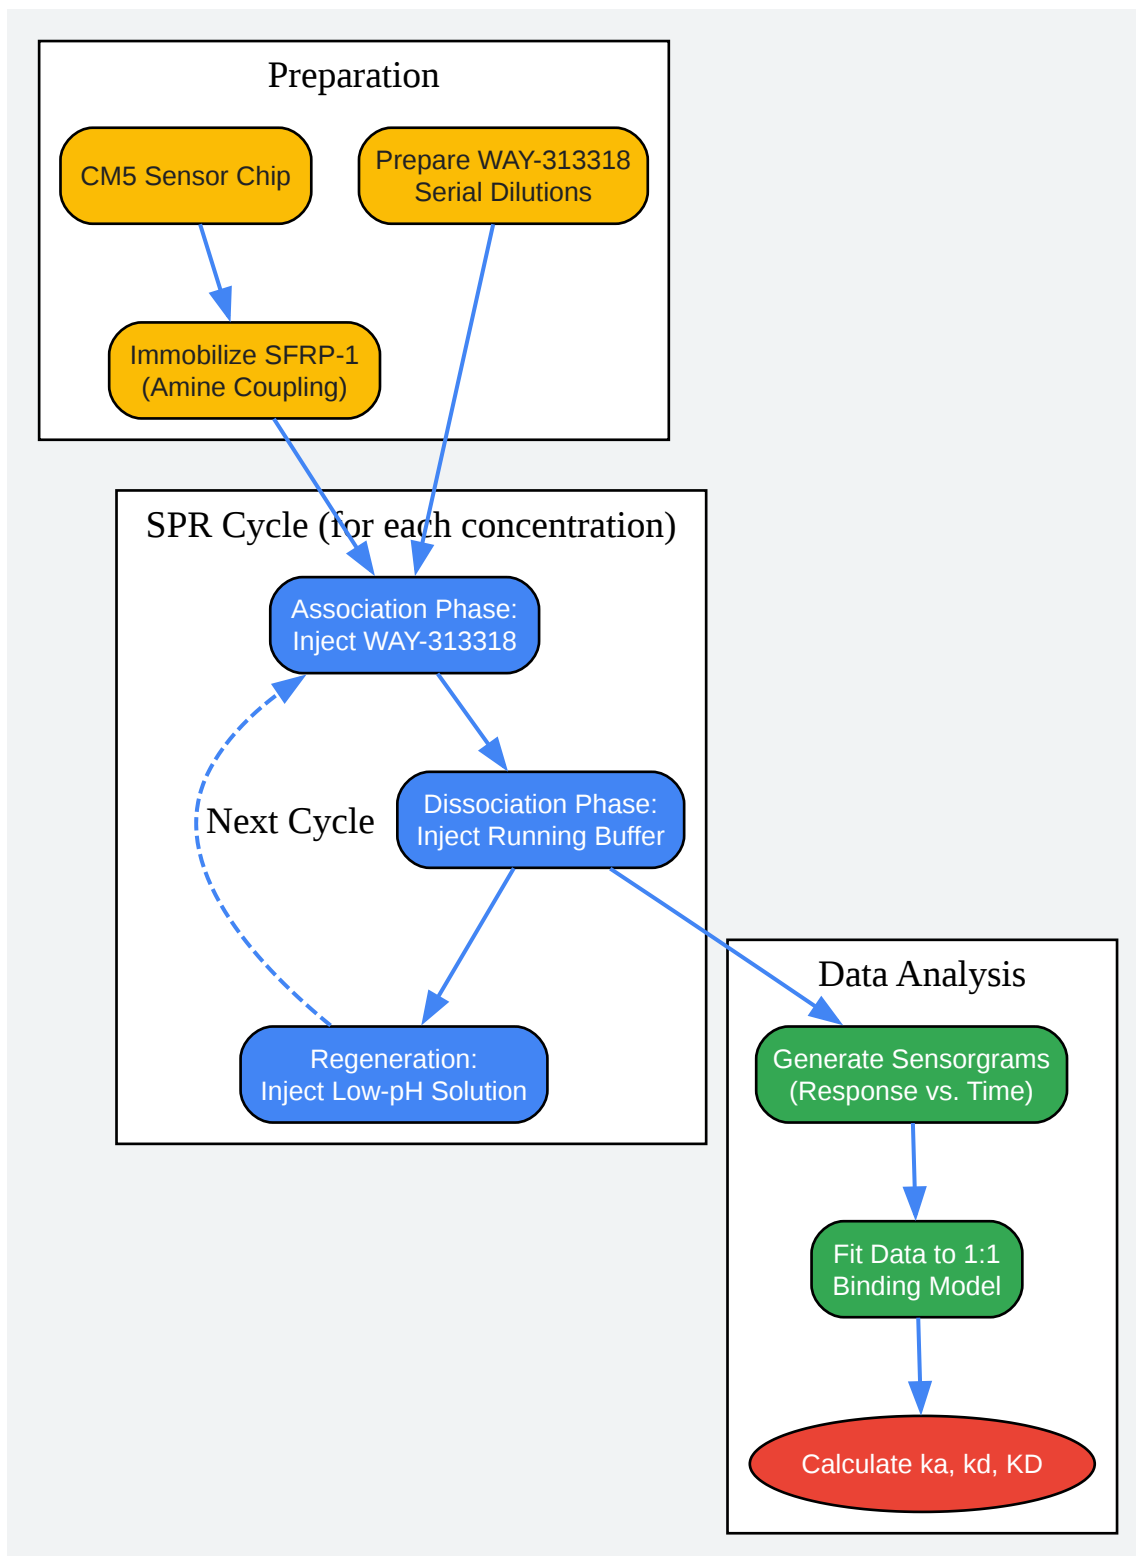 Preparation
CM5 Sensor Chip
Prepare WAY-313318
Serial Dilutions
Immobilize SFRP-1
(Amine Coupling)
SPR Cycle (for each concentration)
Association Phase:
Inject WAY-313318
Next Cycle
Dissociation Phase:
Inject Running Buffer
Regeneration:
Inject Low-pH Solution
Data Analysis
Generate Sensorgrams
(Response vs. Time)
Fit Data to 1:1
Binding Model
Calculate ka, kd, KD